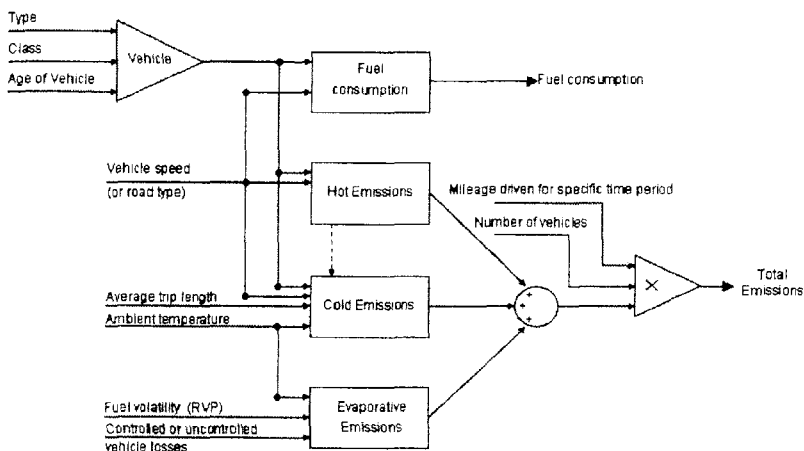 Type
Class
Age of Vehicle
Vehicle
Fuel
consumption
Fuel consumption
Vehicle speed
(or road type)
Hot Emissions
Mileage driven for specific time period
Number of vehicles
Average trip length
Ambient temperature
Cold Emissions
+
+
+
×
Total
Emissions
Fuel volatility (RVP)
Controlled or uncontrolled
vehicle losses
Evaporative
Emissions